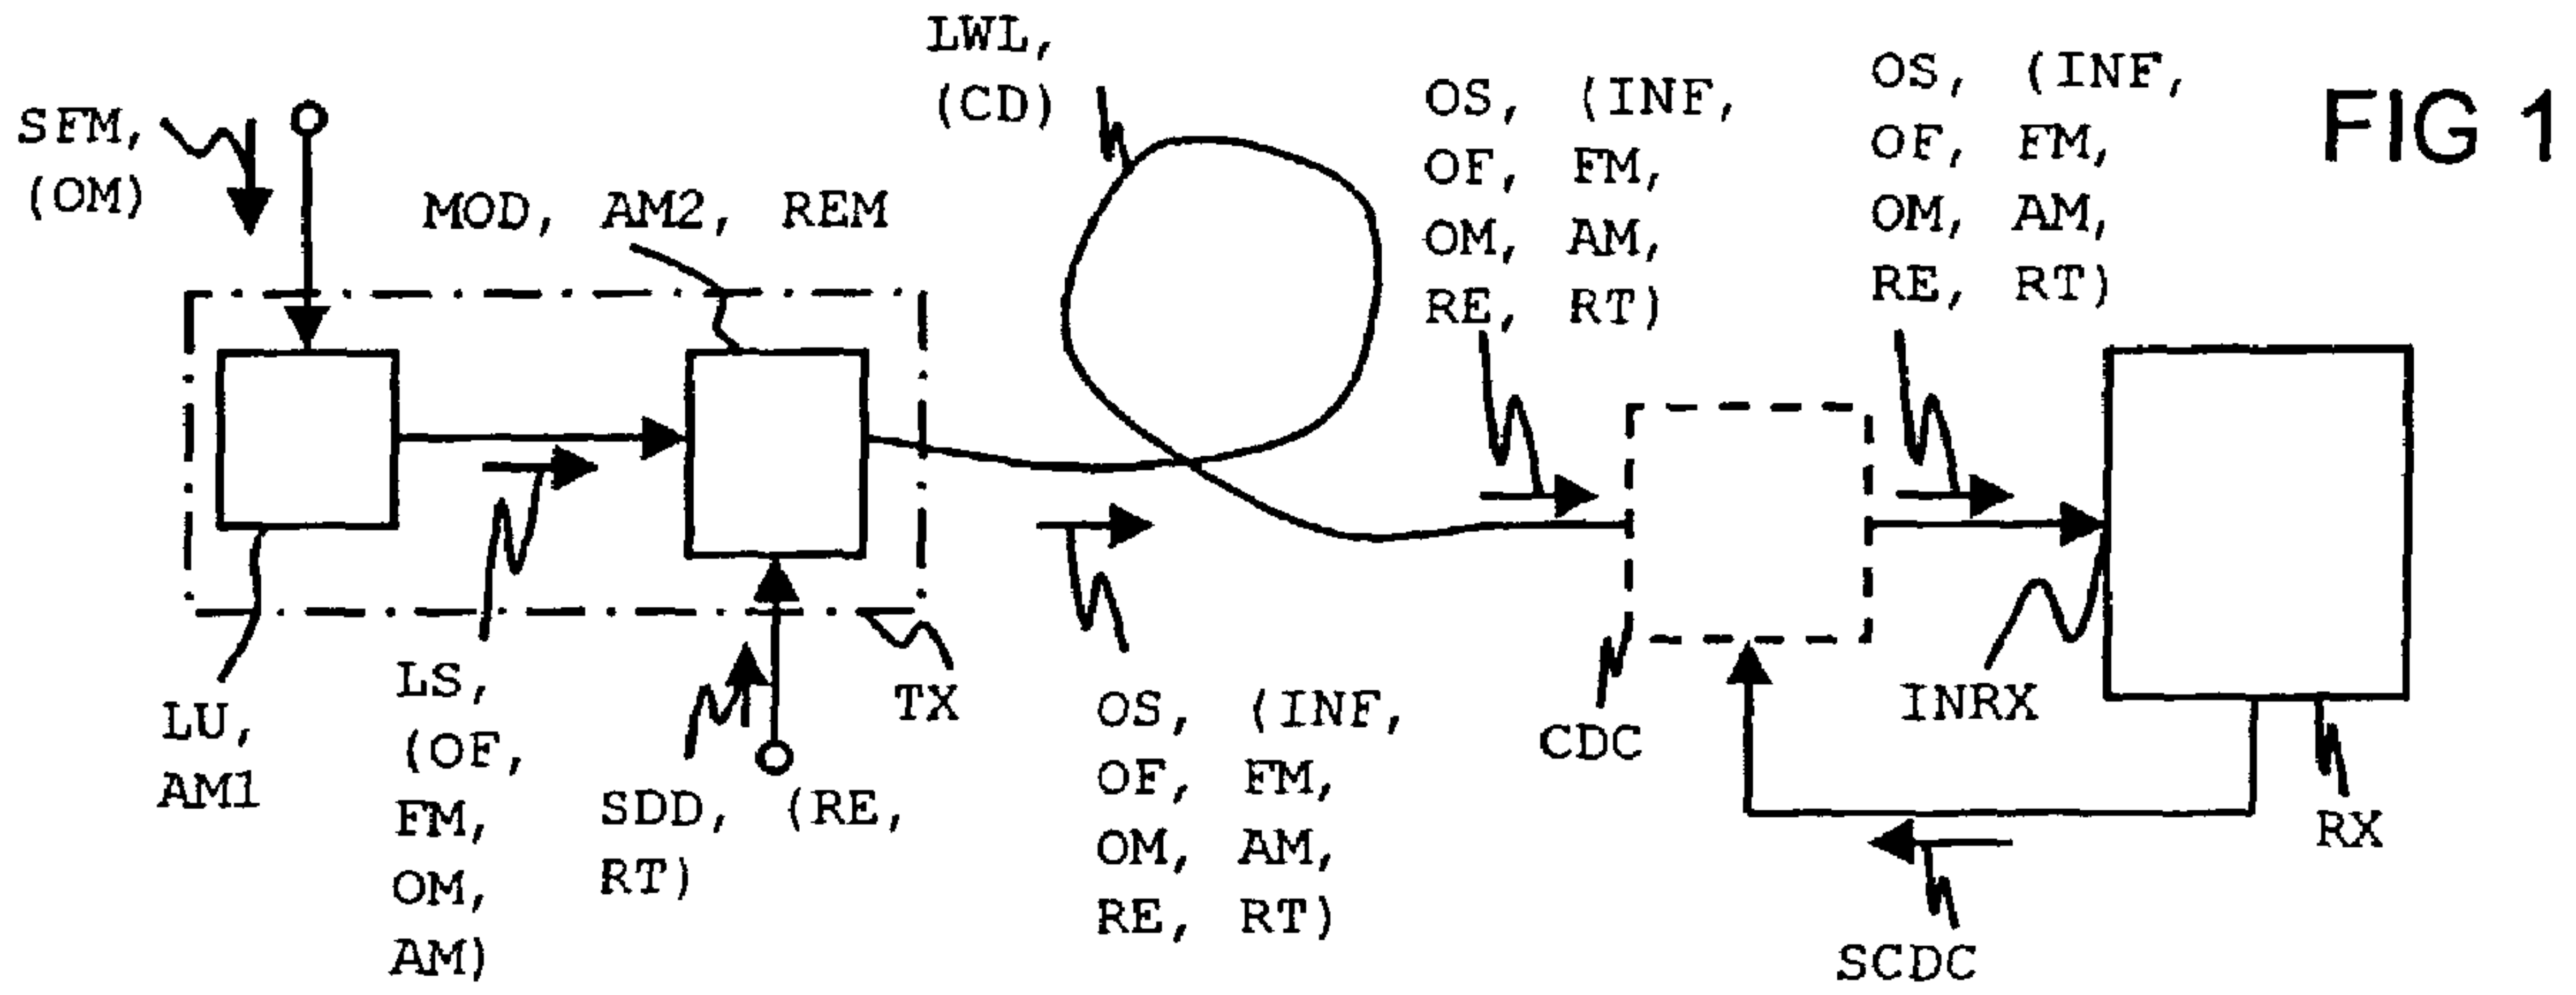 FIG 1
SFM,
(OM)
MOD, AM2, REM
LWL,
(CD)
OS, (INF,
OF, FM,
OM, AM,
RE, RT)
OS, (INF,
OF, FM,
OM, AM,
RE, RT)
LU,
AM1
LS,
(OF,
FM,
OM,
AM)
SDD, (RE,
RT)
TX
OS, (INF,
OF, FM,
OM, AM,
RE, RT)
CDC
INRX
RX
SCDC